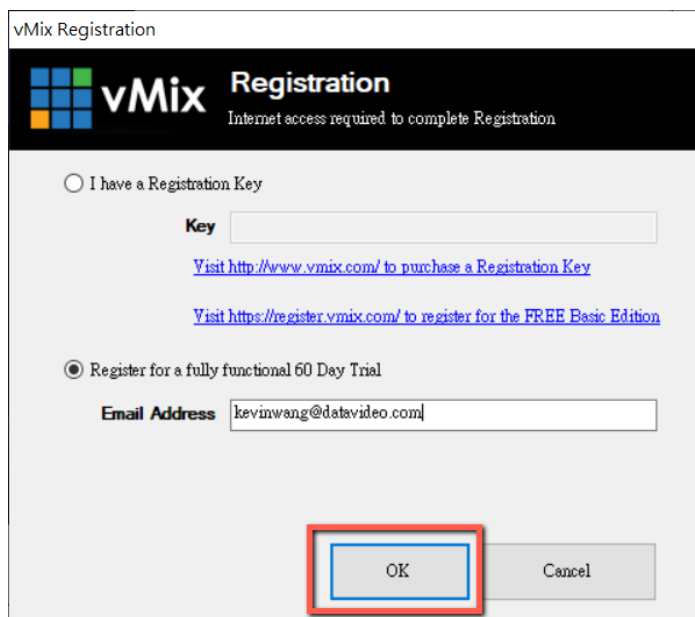 vMix Registration
vMix
Registration
Internet access required to complete Registration
I have a Registration Key
Key
Visit http://www.vmix.com/ to purchase a Registration Key
Visit https://register.vmix.com/ to register for the FREE Basic Edition
Register for a fully functional 60 Day Trial
Email Address kevinwang@datavideo.com
OK Cancel